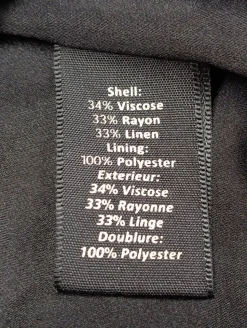 Shell:
34% Viscose
33% Rayon
33% Linen
Lining:
100% Polyester
Exterieur:
34% Viscose
33% Rayonne
33% Linge
Doublure:
100% Polyester